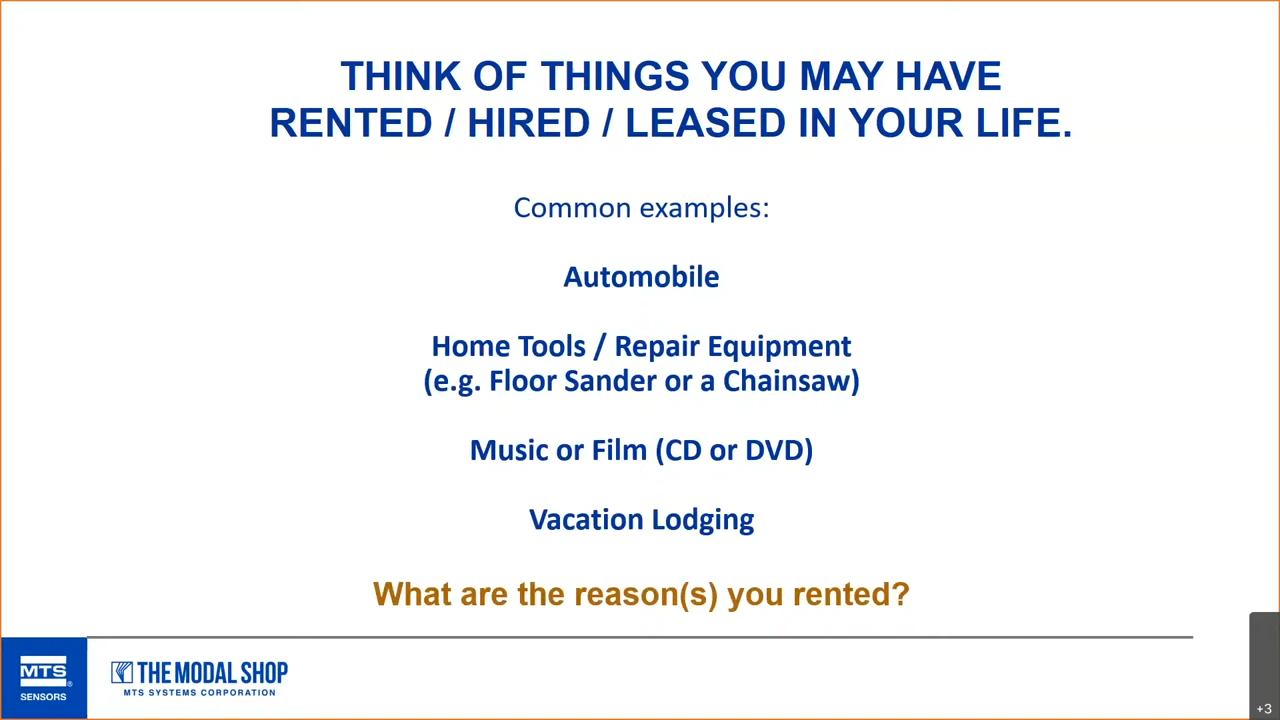 THINK OF THINGS YOU MAY HAVE
RENTED / HIRED / LEASED IN YOUR LIFE.
Common examples:
Automobile
Home Tools / Repair Equipment
(e.g. Floor Sander or a Chainsaw)
Music or Film (CD or DVD)
Vacation Lodging
What are the reason(s) you rented?
MTS®
SENSORS
THE MODAL SHOP
MTS SYSTEMS CORPORATION
+3